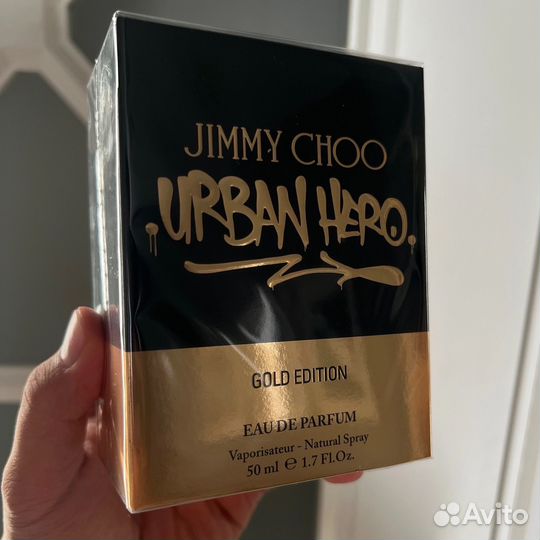 JIMMY CHOO
URBAN HERO
GOLD EDITION
EAU DE PARFUM
Vaporisateur - Natural Spray
50 ml ℮ 1.7 Fl.Oz.
Avito